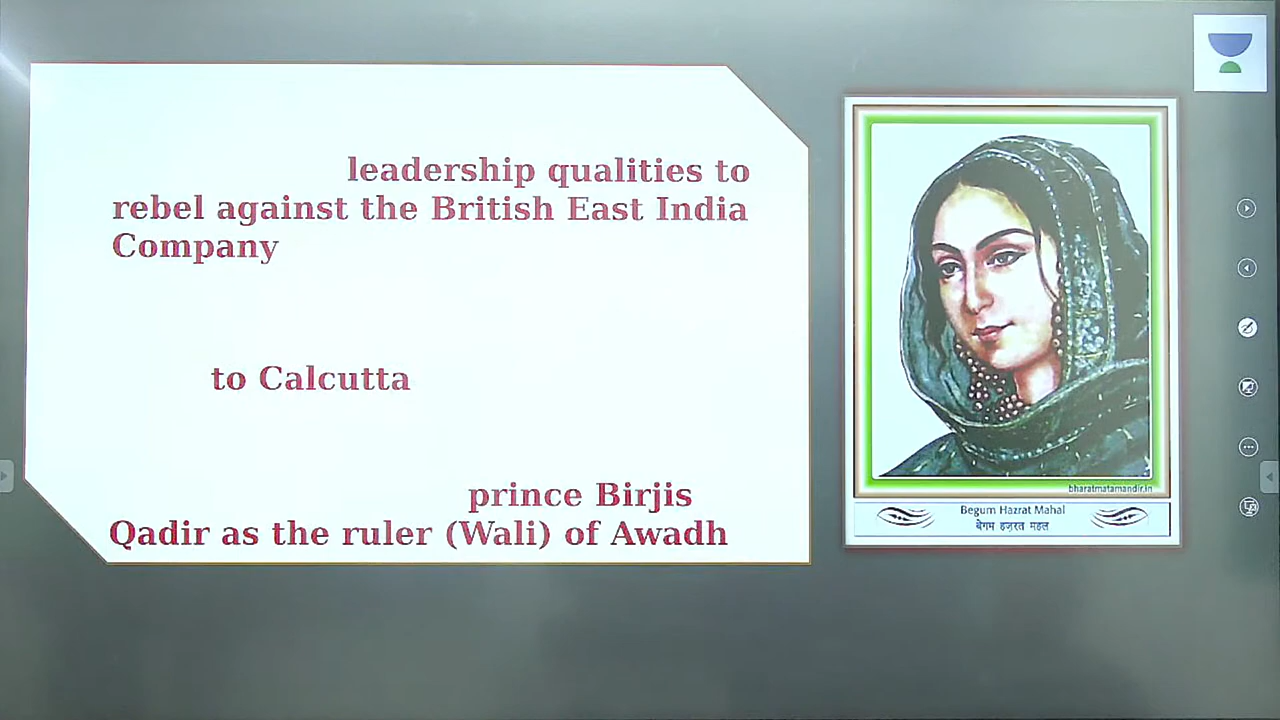 leadership qualities to
rebel against the British East India
Company
to Calcutta
prince Birjis
Qadir as the ruler (Wali) of Awadh
bharatmatamandir.in
Begum Hazrat Mahal
बेगम हज़रत महल